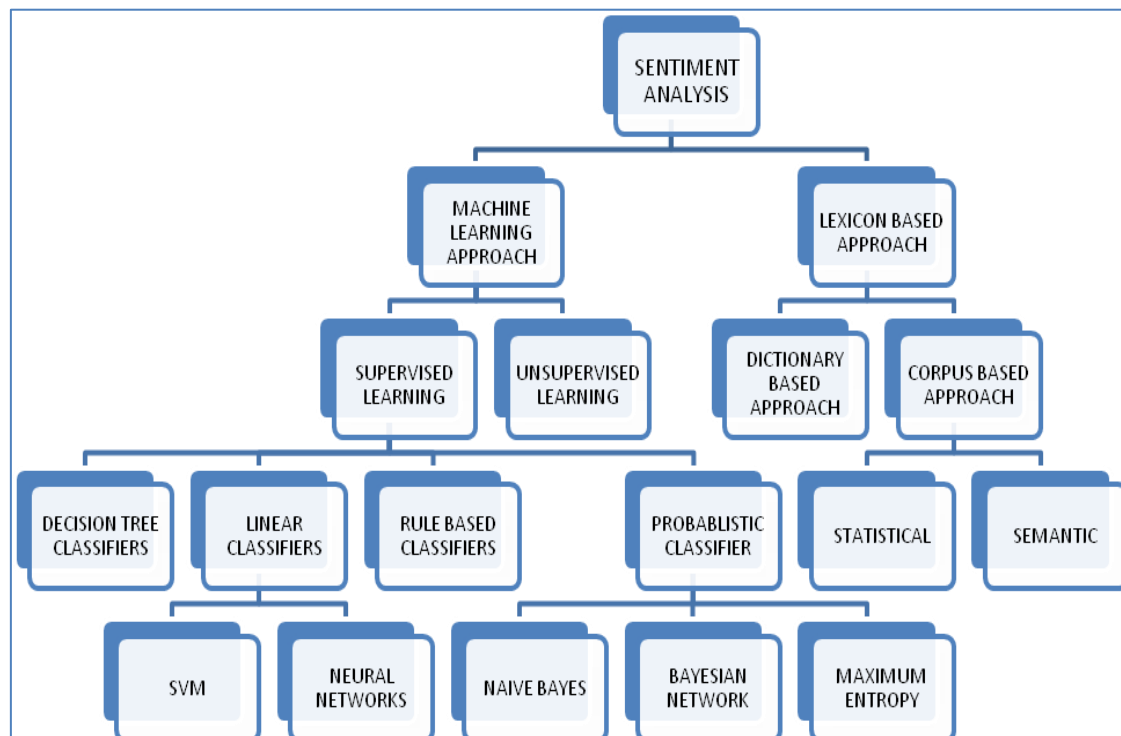 SENTIMENT
ANALYSIS
MACHINE
LEARNING
APPROACH
LEXICON BASED
APPROACH
SUPERVISED
LEARNING
UNSUPERVISED
LEARNING
DICTIONARY
BASED
APPROACH
CORPUS BASED
APPROACH
DECISION TREE
CLASSIFIERS
LINEAR
CLASSIFIERS
RULE BASED
CLASSIFIERS
PROBABLISTIC
CLASSIFIER
STATISTICAL
SEMANTIC
SVM
NEURAL
NETWORKS
NAIVE BAYES
BAYESIAN
NETWORK
MAXIMUM
ENTROPY